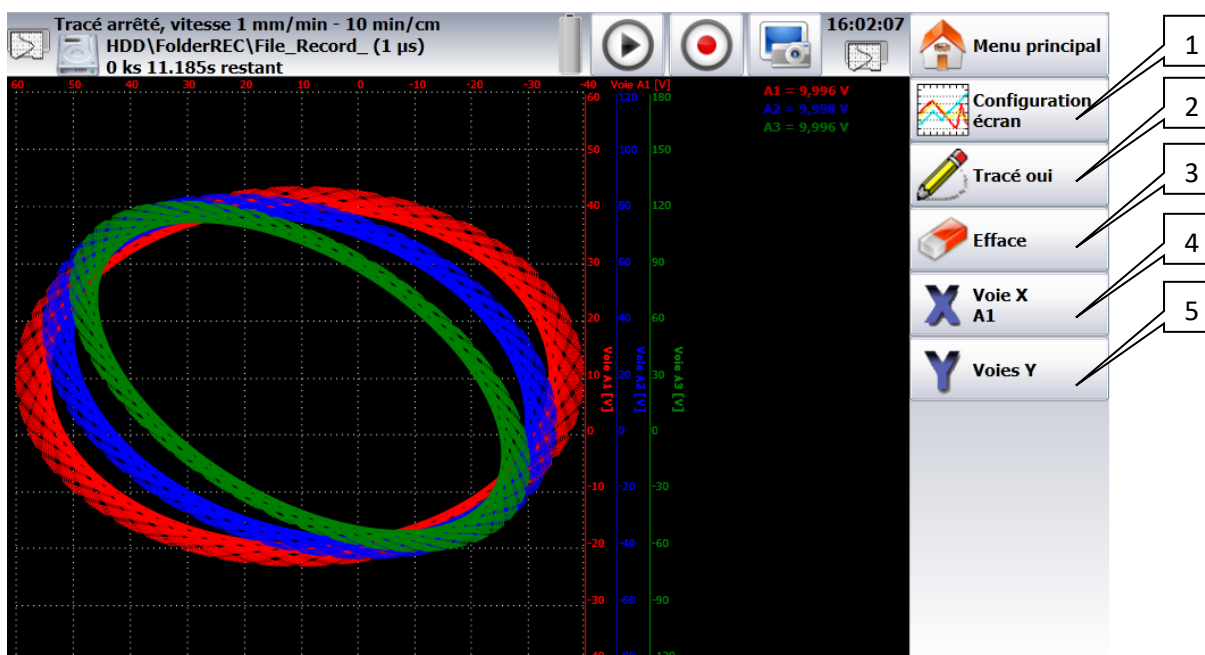 Tracé arrêté, vitesse 1 mm/min - 10 min/cm
HDD\FolderREC\File_Record_ (1 µs)
0 ks 11.185s restant
16:02:07
Menu principal
Configuration
écran
Tracé oui
Efface
Voie X
A1
Voies Y
1
2
3
4
5
60 50 40 30 20 10 0 -10 -20 -30 -40 Voie A1 [V]
A1 = 9,996 V
A2 = 9,998 V
A3 = 9,996 V
60 120 180
50 100 150
40 80 120
30 60 90
20 40 60
10 20 30
0 0 0
-10 -20 -30
-20 -40 -60
-30 -60 -90
-40 -80 -120
Voie A1 [V]
Voie A2 [V]
Voie A3 [V]